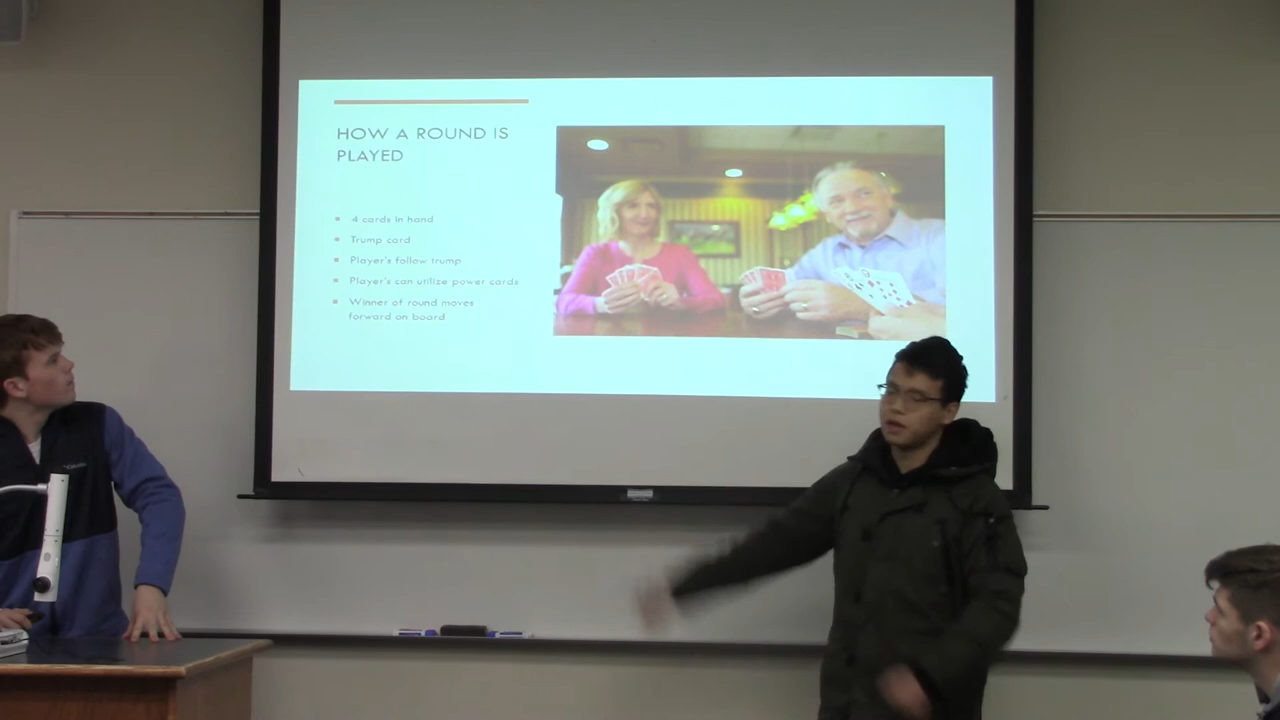 HOW A ROUND IS
PLAYED
4 cards in hand
Trump card
Player's follow trump
Player's can utilize power cards
Winner of round moves
forward on board